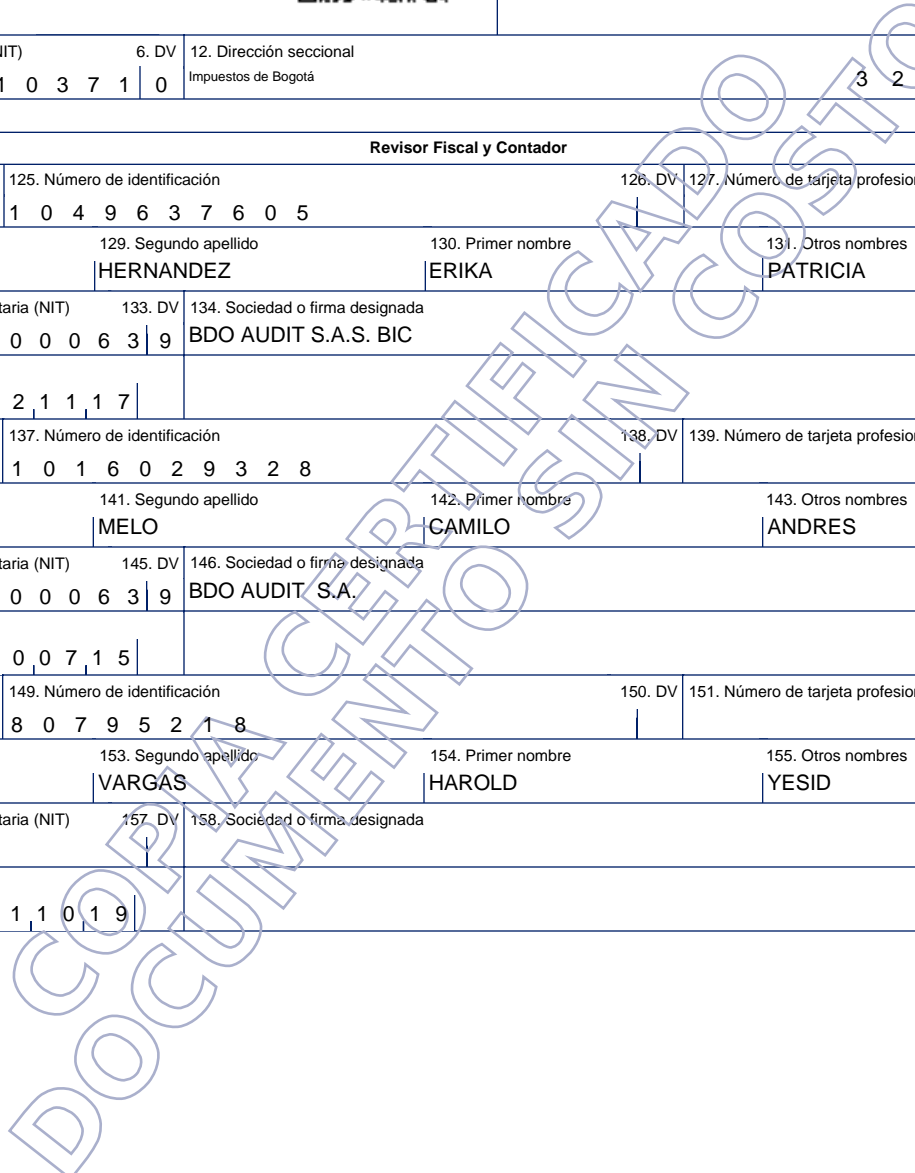 6. DV 12. Dirección seccional
0 3 7 1 0 Impuestos de Bogotá 3 2
Revisor Fiscal y Contador
125. Número de identificación 126. DV 127. Número de tarjeta
1 0 4 9 6 3 7 6 0 5
129. Segundo apellido 130. Primer nombre 131. Otros nombres
HERNANDEZ ERIKA PATRICIA
(NIT) 133. DV 134. Sociedad o firma designada
0 0 0 6 3 9 BDO AUDIT S.A.S. BIC
2 1 1 1 7
137. Número de identificación 138. DV 139. Número de tarjeta
1 0 1 6 0 2 9 3 2 8
141. Segundo apellido 142. Primer nombre 143. Otros nombres
MELO CAMILO ANDRES
(NIT) 145. DV 146. Sociedad o firma designada
0 0 0 6 3 9 BDO AUDIT S.A.
0 0 7 1 5
149. Número de identificación 150. DV 151. Número de tarjeta
8 0 7 9 5 2 1 8
153. Segundo apellido 154. Primer nombre 155. Otros nombres
VARGAS HAROLD YESID
(NIT) 157. DV 158. Sociedad o firma designada
1 1 0 1 9
COPIA CERTIFICADO
DOCUMENTO SIN COSTO